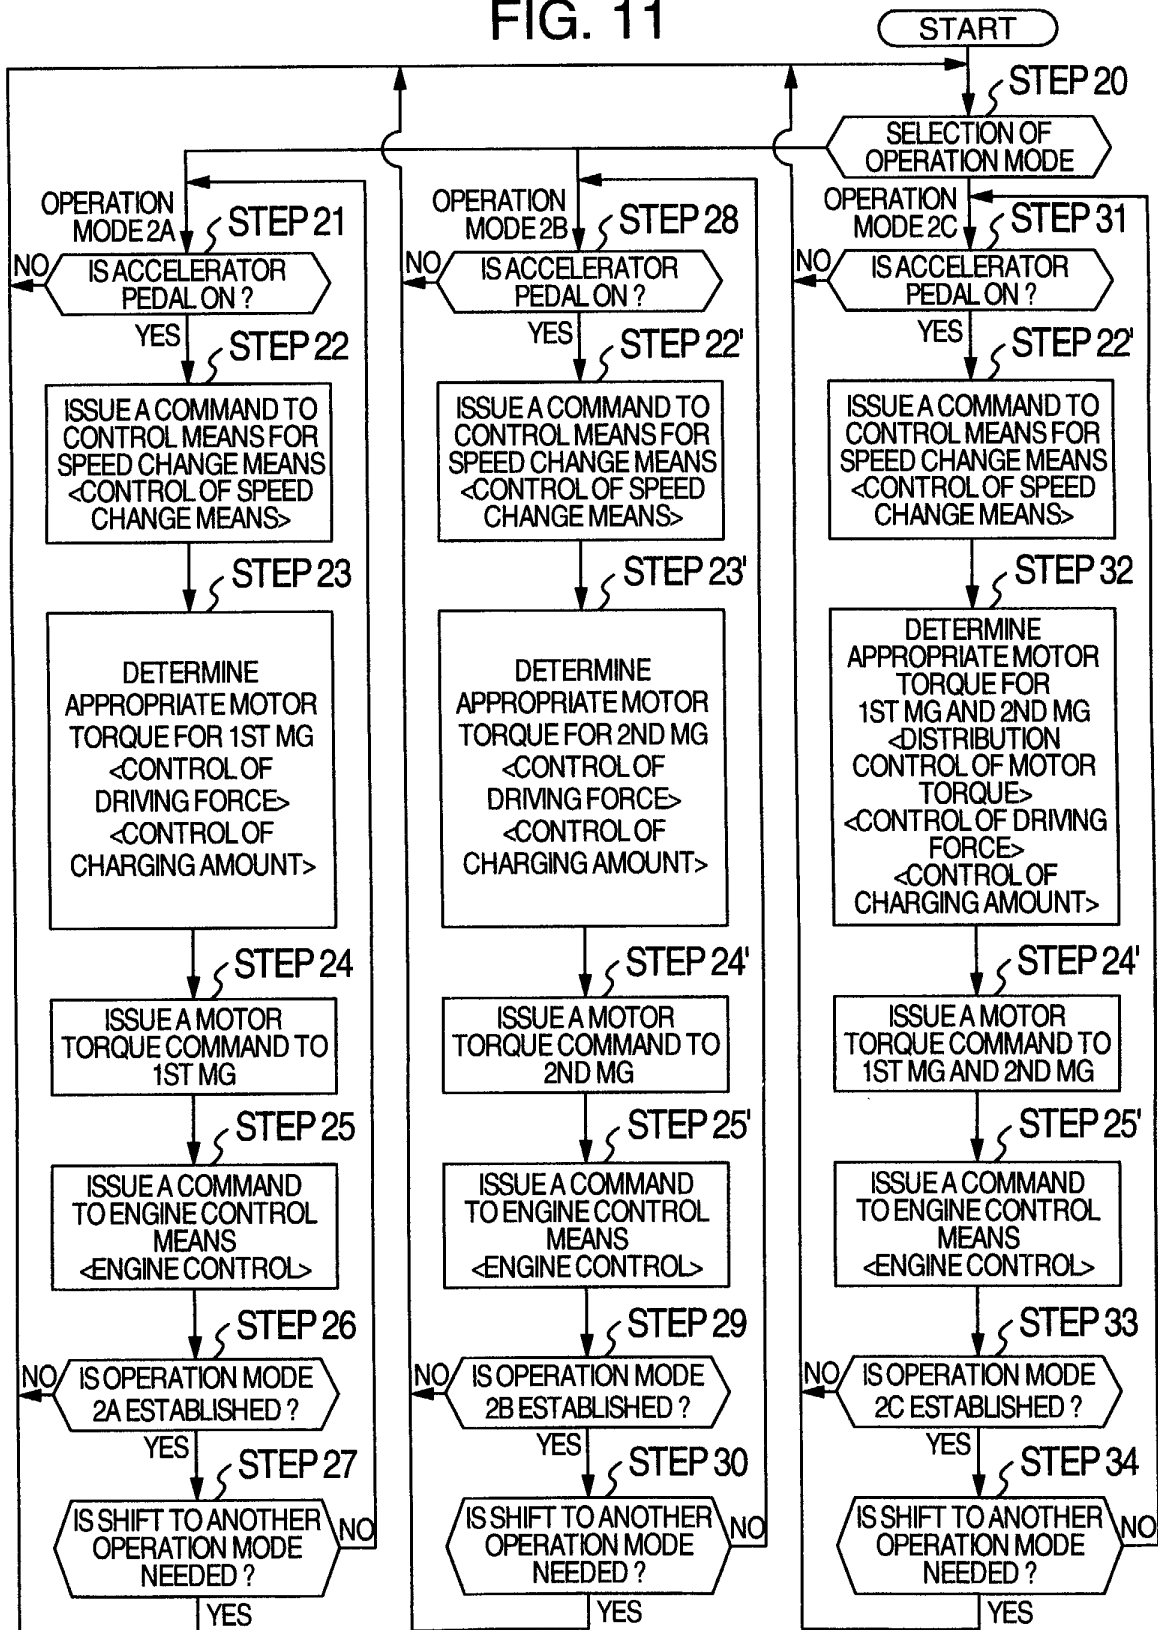 FIG. 11
START
STEP 20
SELECTION OF
OPERATION MODE
OPERATION
MODE 2A
STEP 21
NO
IS ACCELERATOR
PEDAL ON ?
YES
STEP 22
ISSUE A COMMAND TO
CONTROL MEANS FOR
SPEED CHANGE MEANS
<CONTROL OF SPEED
CHANGE MEANS>
STEP 23
DETERMINE
APPROPRIATE MOTOR
TORQUE FOR 1ST MG
<CONTROL OF
DRIVING FORCE>
<CONTROL OF
CHARGING AMOUNT>
STEP 24
ISSUE A MOTOR
TORQUE COMMAND TO
1ST MG
STEP 25
ISSUE A COMMAND
TO ENGINE CONTROL
MEANS
<ENGINE CONTROL>
STEP 26
NO
IS OPERATION MODE
2A ESTABLISHED ?
YES
STEP 27
IS SHIFT TO ANOTHER
OPERATION MODE
NEEDED ?
NO
YES
OPERATION
MODE 2B
STEP 28
NO
IS ACCELERATOR
PEDAL ON ?
YES
STEP 22'
ISSUE A COMMAND TO
CONTROL MEANS FOR
SPEED CHANGE MEANS
<CONTROL OF SPEED
CHANGE MEANS>
STEP 23'
DETERMINE
APPROPRIATE MOTOR
TORQUE FOR 2ND MG
<CONTROL OF
DRIVING FORCE>
<CONTROL OF
CHARGING AMOUNT>
STEP 24'
ISSUE A MOTOR
TORQUE COMMAND TO
2ND MG
STEP 25'
ISSUE A COMMAND
TO ENGINE CONTROL
MEANS
<ENGINE CONTROL>
STEP 29
NO
IS OPERATION MODE
2B ESTABLISHED ?
YES
STEP 30
IS SHIFT TO ANOTHER
OPERATION MODE
NEEDED ?
NO
YES
OPERATION
MODE 2C
STEP 31
NO
IS ACCELERATOR
PEDAL ON ?
YES
STEP 22'
ISSUE A COMMAND TO
CONTROL MEANS FOR
SPEED CHANGE MEANS
<CONTROL OF SPEED
CHANGE MEANS>
STEP 32
DETERMINE
APPROPRIATE MOTOR
TORQUE FOR
1ST MG AND 2ND MG
<DISTRIBUTION
CONTROL OF MOTOR
TORQUE>
<CONTROL OF DRIVING
FORCE>
<CONTROL OF
CHARGING AMOUNT>
STEP 24'
ISSUE A MOTOR
TORQUE COMMAND TO
1ST MG AND 2ND MG
STEP 25'
ISSUE A COMMAND
TO ENGINE CONTROL
MEANS
<ENGINE CONTROL>
STEP 33
NO
IS OPERATION MODE
2C ESTABLISHED ?
YES
STEP 34
IS SHIFT TO ANOTHER
OPERATION MODE
NEEDED ?
NO
YES